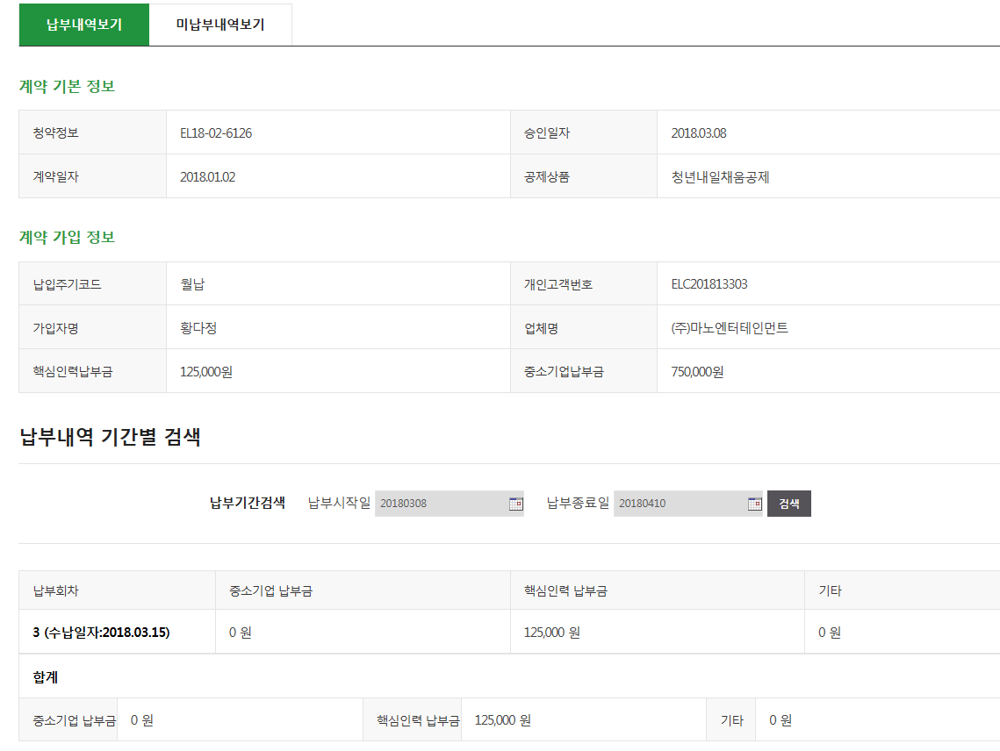 납부내역보기 미납부내역보기
계약 기본 정보
청약정보 EL18-02-6126 승인일자 2018.03.08
계약일자 2018.01.02 공제상품 청년내일채움공제
계약 가입 정보
납입주기코드 월납 개인고객번호 ELC201813303
가입자명 황다정 업체명 (주)마노엔터테인먼트
핵심인력납부금 125,000원 중소기업납부금 750,000원
납부내역 기간별 검색
납부기간검색 납부시작일 20180308 납부종료일 20180410 검색
납부회차 중소기업 납부금 핵심인력 납부금 기타
3 (수납일자:2018.03.15) 0 원 125,000 원 0 원
합계
중소기업 납부금 0 원 핵심인력 납부금 125,000 원 기타 0 원